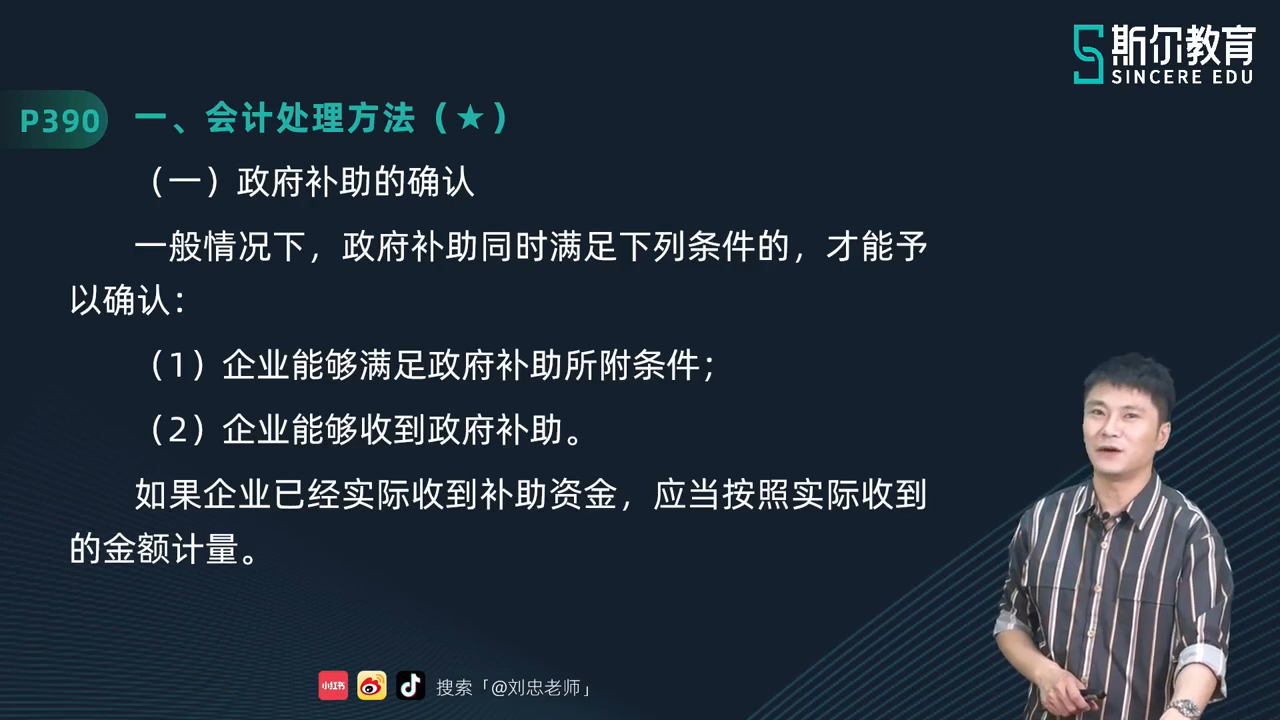 斯尔教育
SINCERE EDU
P390
一、会计处理方法（★）
（一）政府补助的确认
一般情况下，政府补助同时满足下列条件的，才能予
以确认：
（1）企业能够满足政府补助所附条件；
（2）企业能够收到政府补助。
如果企业已经实际收到补助资金，应当按照实际收到
的金额计量。
小红书
搜索「@刘忠老师」